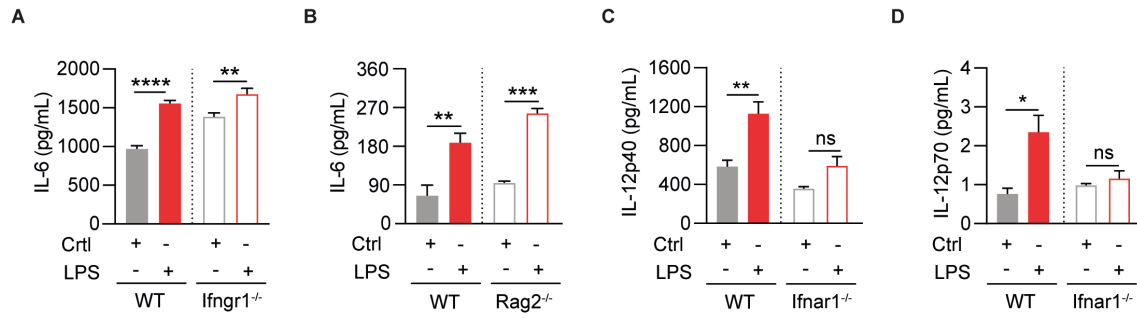 A
IL-6 (pg/mL)
2000
1500
1000
500
0
****
**
Crtl + - + -
LPS - + - +
WT Ifngr1-/-
B
IL-6 (pg/mL)
360
270
180
90
0
**
***
Ctrl + - + -
LPS - + - +
WT Rag2-/-
C
IL-12p40 (pg/mL)
1600
1200
800
400
0
**
ns
Ctrl + - + -
LPS - + - +
WT Ifnar1-/-
D
IL-12p70 (pg/mL)
4
3
2
1
0
*
ns
Ctrl + - + -
LPS - + - +
WT Ifnar1-/-